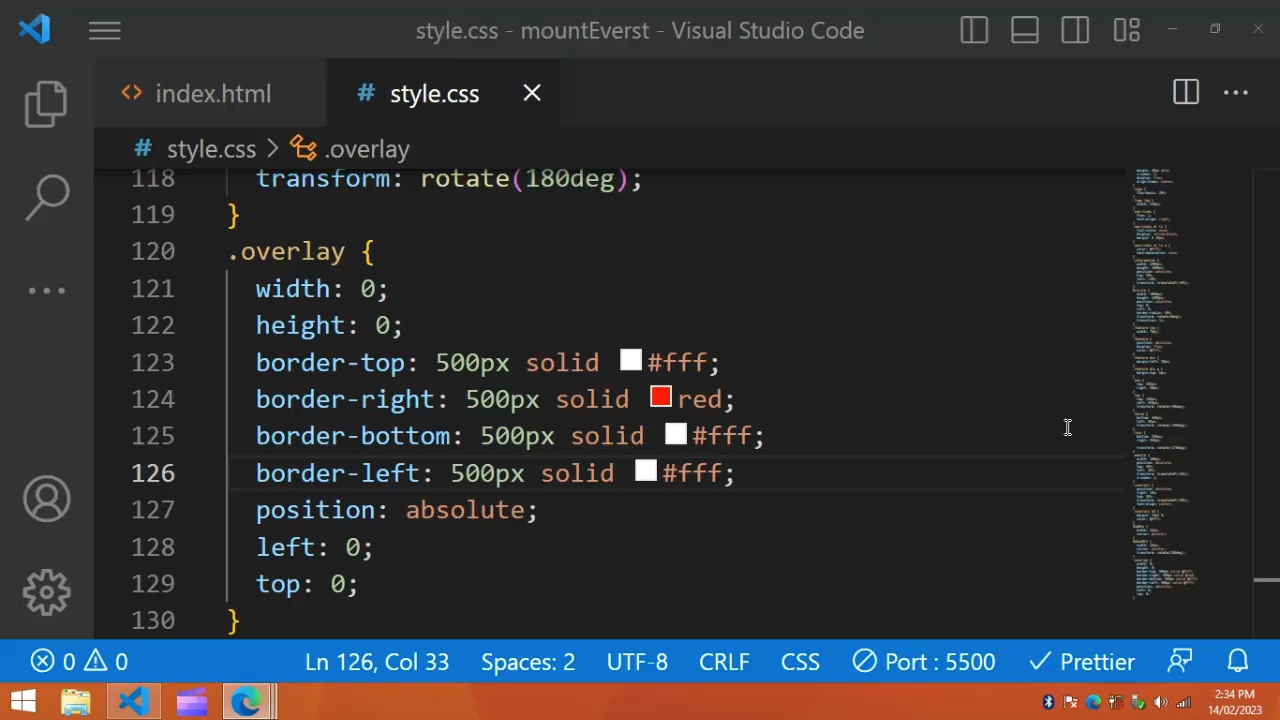 style.css - mountEverst - Visual Studio Code
index.html
# style.css
# style.css > .overlay
118 transform: rotate(180deg);
119 }
120 .overlay {
121 width: 0;
122 height: 0;
123 border-top: 500px solid #fff;
124 border-right: 500px solid red;
125 border-bottom: 500px solid #fff;
126 border-left: 500px solid #fff;
127 position: absolute;
128 left: 0;
129 top: 0;
130 }
0 0 Ln 126, Col 33 Spaces: 2 UTF-8 CRLF CSS Port : 5500 Prettier
2:34 PM
14/02/2023